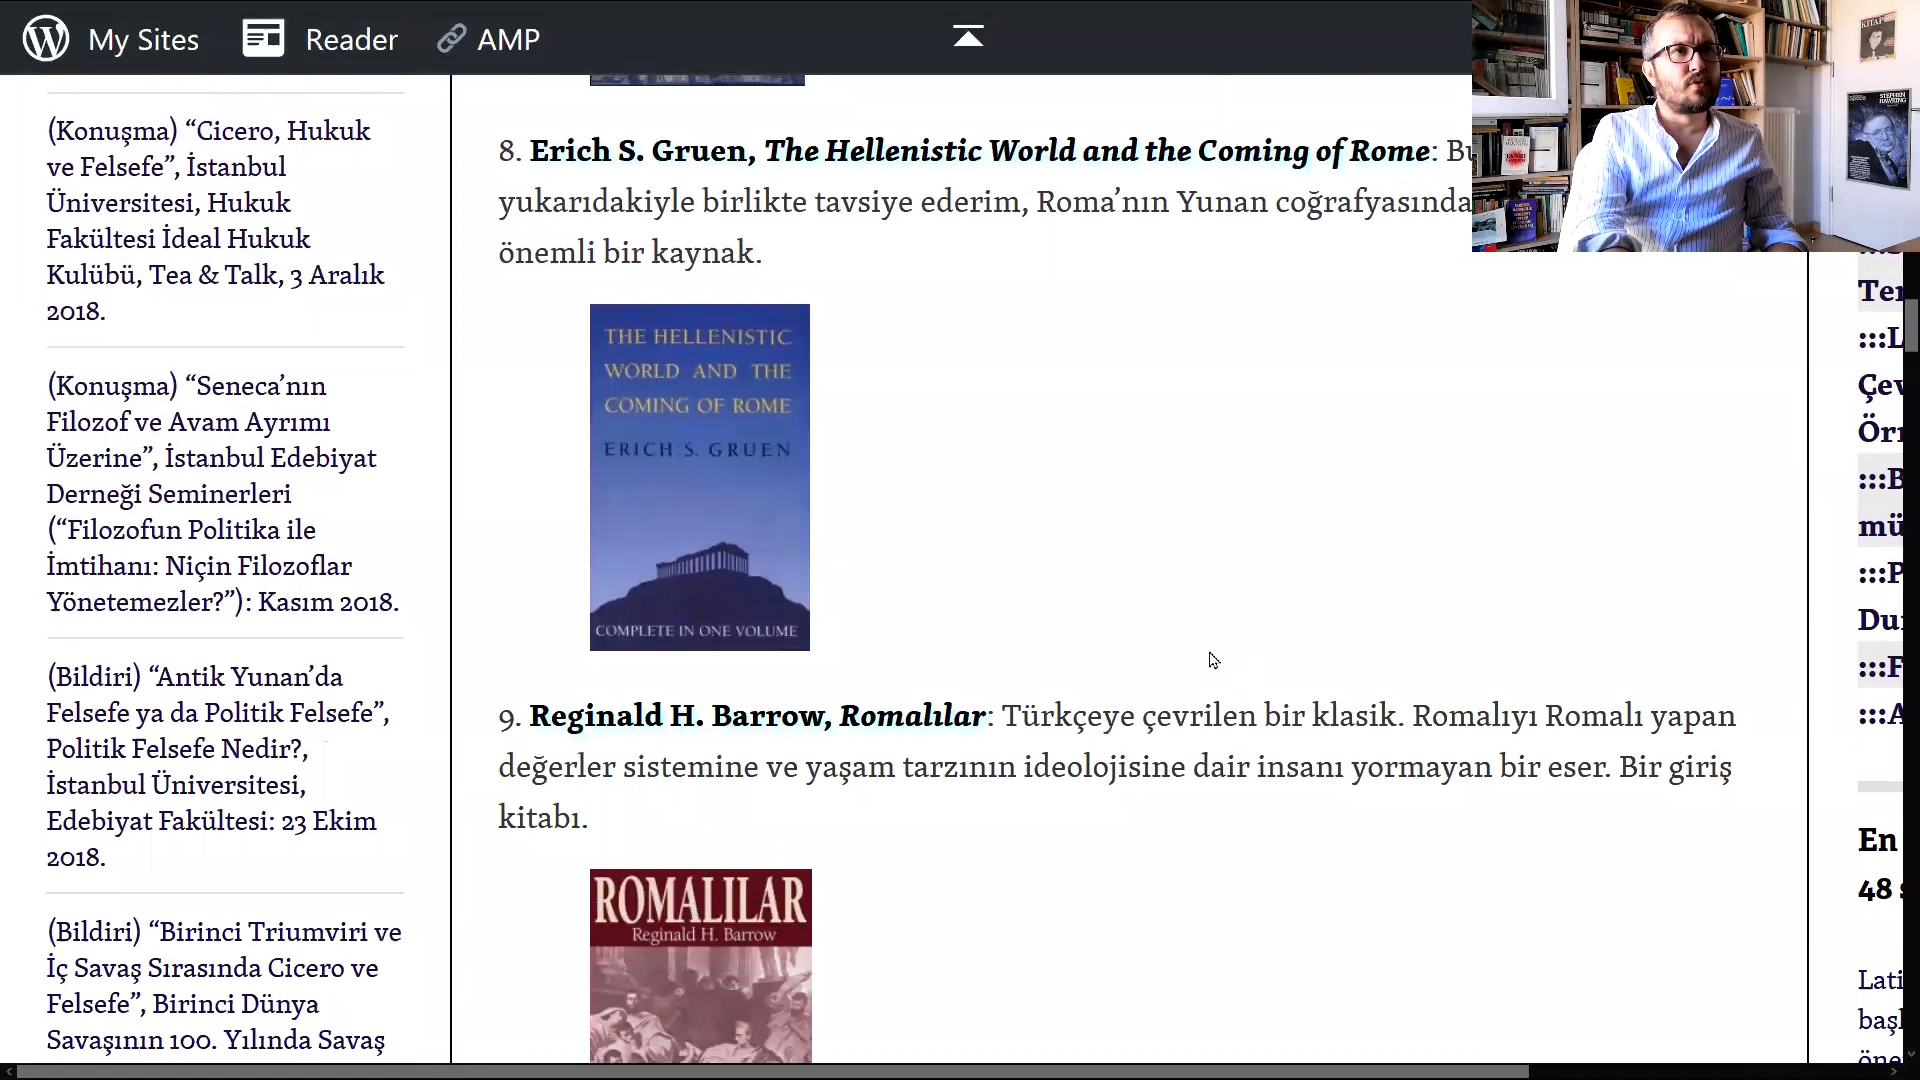 My Sites
Reader
AMP
(Konuşma) “Cicero, Hukuk
ve Felsefe”, İstanbul
Üniversitesi, Hukuk
Fakültesi İdeal Hukuk
Kulübü, Tea & Talk, 3 Aralık
2018.
(Konuşma) “Seneca’nın
Filozof ve Avam Ayrımı
Üzerine”, İstanbul Edebiyat
Derneği Seminerleri
(“Filozofun Politika ile
İmtihanı: Niçin Filozoflar
Yönetemezler?”): Kasım 2018.
(Bildiri) “Antik Yunan’da
Felsefe ya da Politik Felsefe”,
Politik Felsefe Nedir?,
İstanbul Üniversitesi,
Edebiyat Fakültesi: 23 Ekim
2018.
(Bildiri) “Birinci Triumviri ve
İç Savaş Sırasında Cicero ve
Felsefe”, Birinci Dünya
Savaşının 100. Yılında Savaş
8. Erich S. Gruen, The Hellenistic World and the Coming of Rome:
yukarıdakiyle birlikte tavsiye ederim, Roma’nın Yunan coğrafyasında
önemli bir kaynak.
THE HELLENISTIC
WORLD AND THE
COMING OF ROME
ERICH S. GRUEN
COMPLETE IN ONE VOLUME
9. Reginald H. Barrow, Romalılar: Türkçeye çevrilen bir klasik. Romalıyı Romalı yapan
değerler sistemine ve yaşam tarzının ideolojisine dair insanı yormayan bir eser. Bir giriş
kitabı.
ROMALILAR
Reginald H. Barrow
KİTAP
STEPHEN
HAWKING
En
48